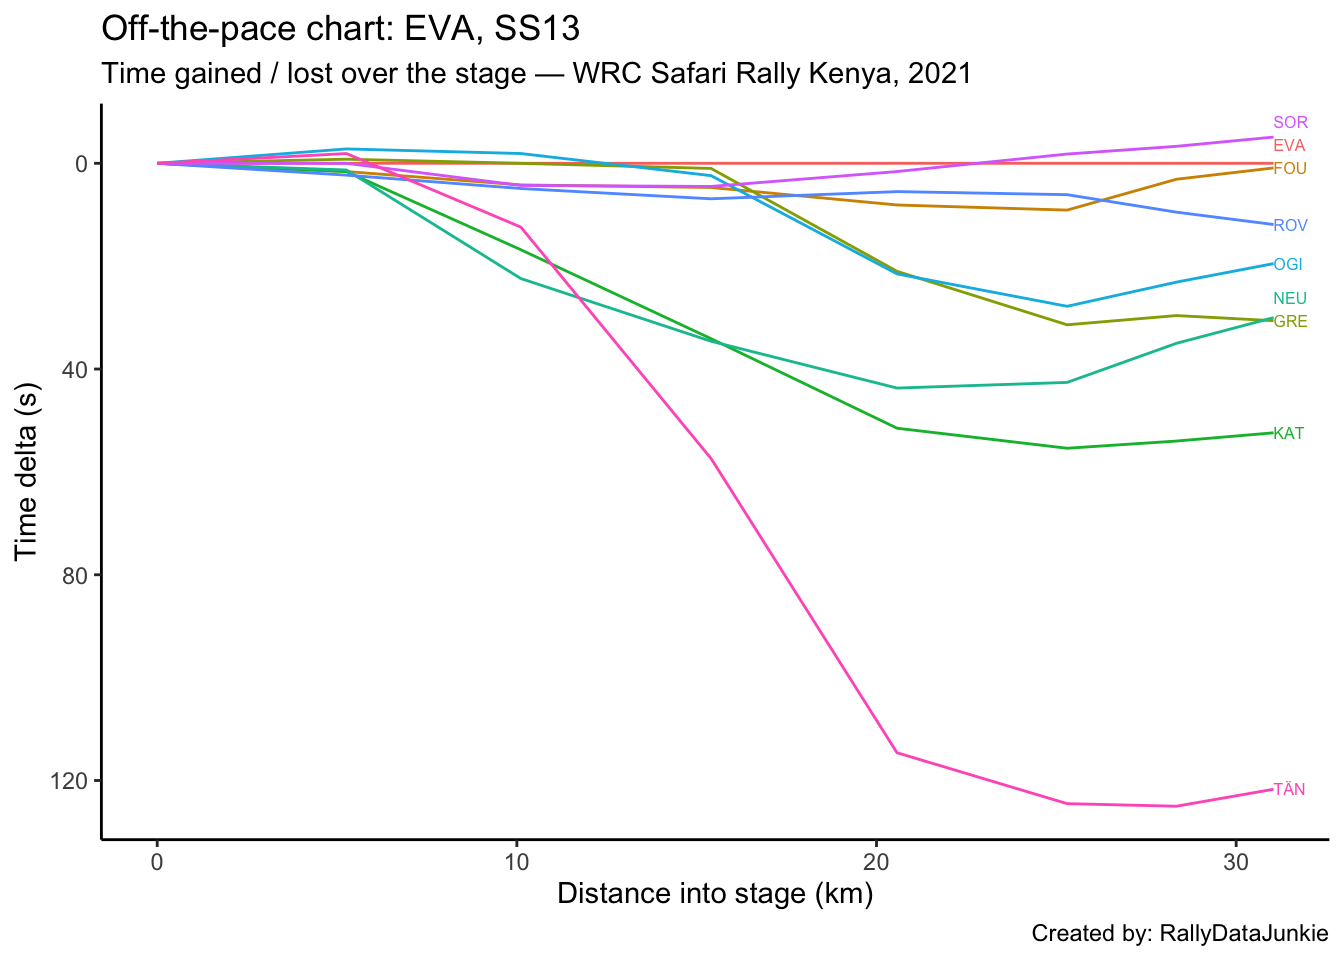 Off-the-pace chart: EVA, SS13
Time gained / lost over the stage — WRC Safari Rally Kenya, 2021
SOR
EVA
FOU
ROV
OGI
NEU
GRE
KAT
TÄN
0
40
80
120
Time delta (s)
0 10 20 30
Distance into stage (km)
Created by: RallyDataJunkie